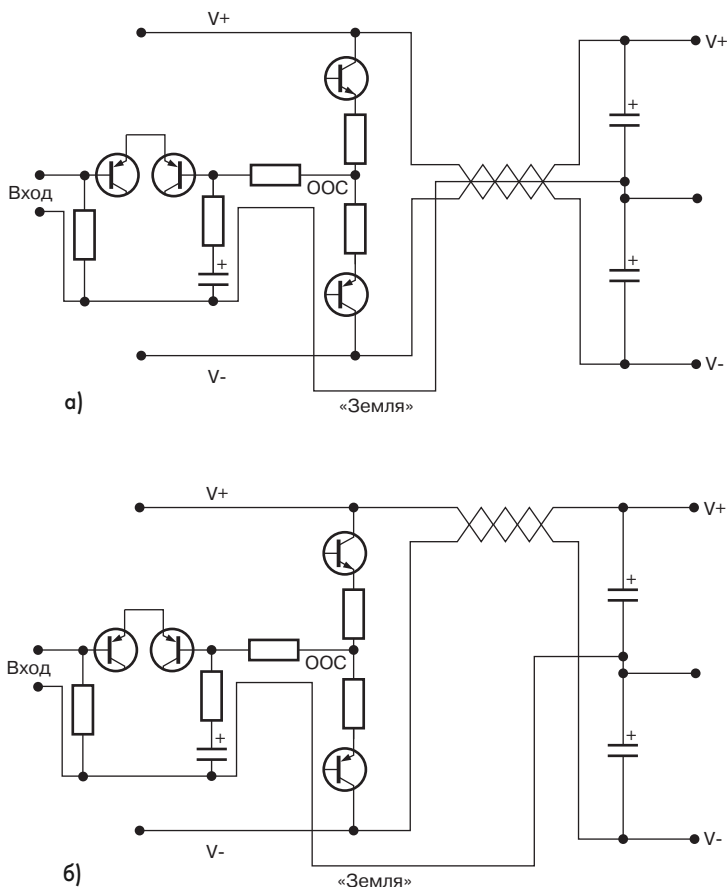 V+
V+
+
Вход
ООС
+
+
V-
V-
а)
«Земля»
V+
V+
+
Вход
ООС
+
+
V-
V-
б)
«Земля»